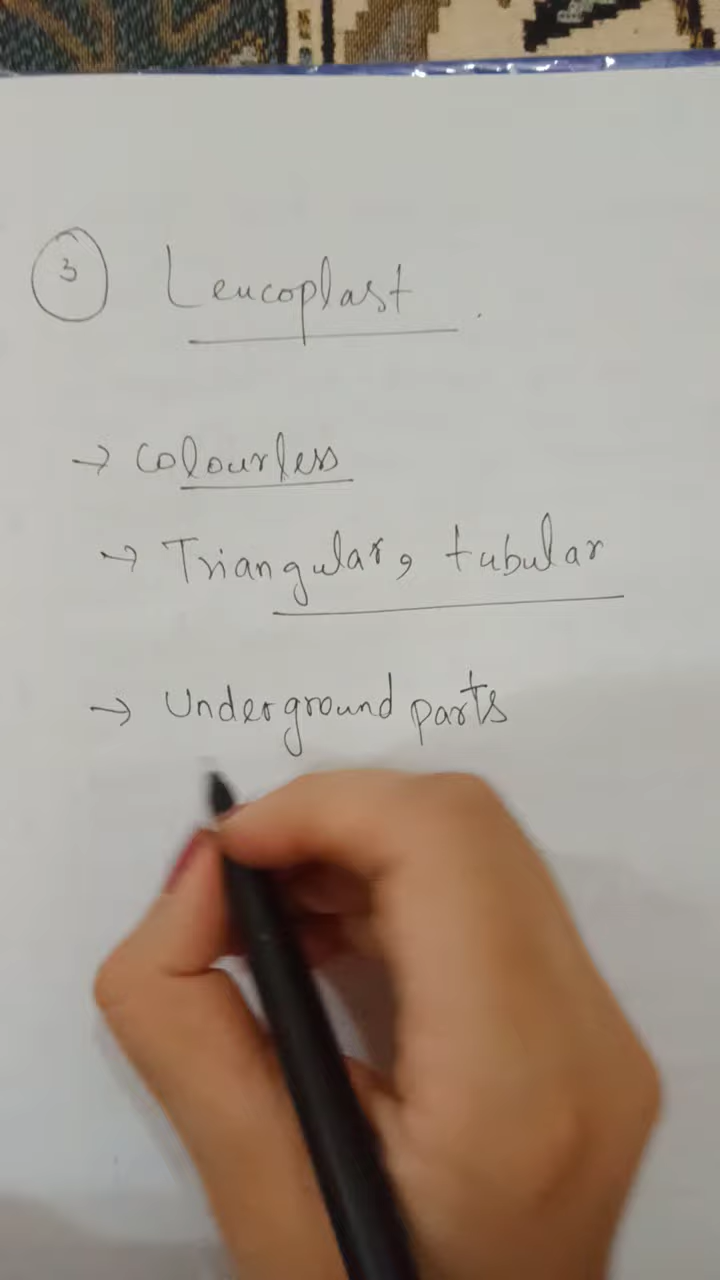 3 Leucoplast.
→ Colourless
→ Triangular, tubular
→ Underground parts